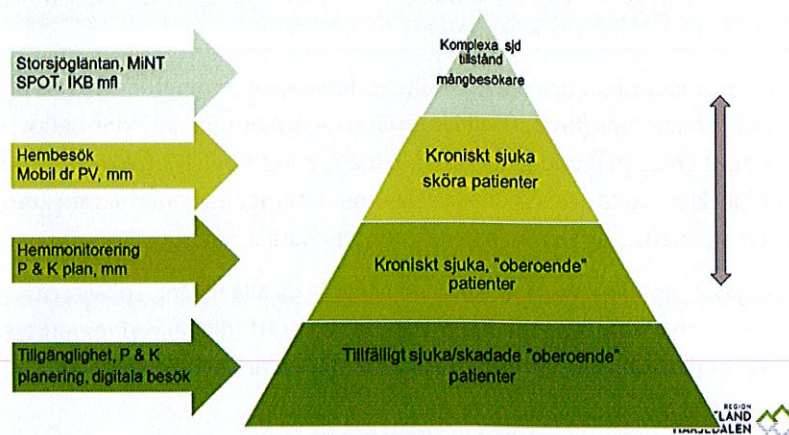 Storsjögläntan, MiNT
SPOT, IKB mfl
Komplexa sjd
tillstånd
mångbesökare
Hembesök
Mobil dr PV, mm
Kroniskt sjuka
sköra patienter
Hemmonitorering
P & K plan, mm
Kroniskt sjuka, "oberoende"
patienter
Tillgänglighet, P & K
planering, digitala besök
Tillfälligt sjuka/skadade "oberoende"
patienter
REGION